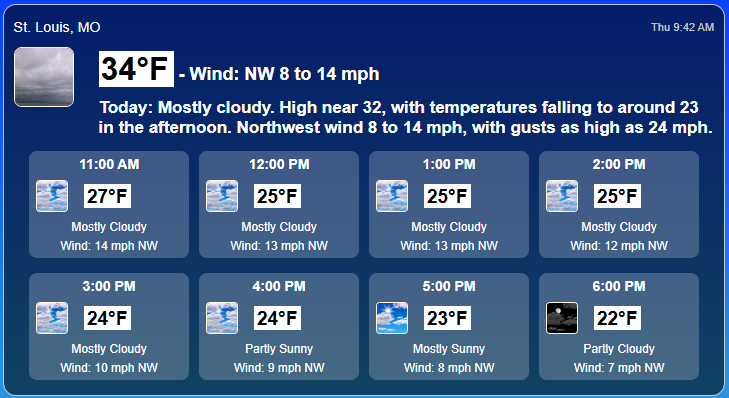 St. Louis, MO
Thu 9:42 AM
34°F - Wind: NW 8 to 14 mph
Today: Mostly cloudy. High near 32, with temperatures falling to around 23
in the afternoon. Northwest wind 8 to 14 mph, with gusts as high as 24 mph.
11:00 AM
27°F
Mostly Cloudy
Wind: 14 mph NW
12:00 PM
25°F
Mostly Cloudy
Wind: 13 mph NW
1:00 PM
25°F
Mostly Cloudy
Wind: 13 mph NW
2:00 PM
25°F
Mostly Cloudy
Wind: 12 mph NW
3:00 PM
24°F
Mostly Cloudy
Wind: 10 mph NW
4:00 PM
24°F
Partly Sunny
Wind: 9 mph NW
5:00 PM
23°F
Mostly Sunny
Wind: 8 mph NW
6:00 PM
22°F
Partly Cloudy
Wind: 7 mph NW